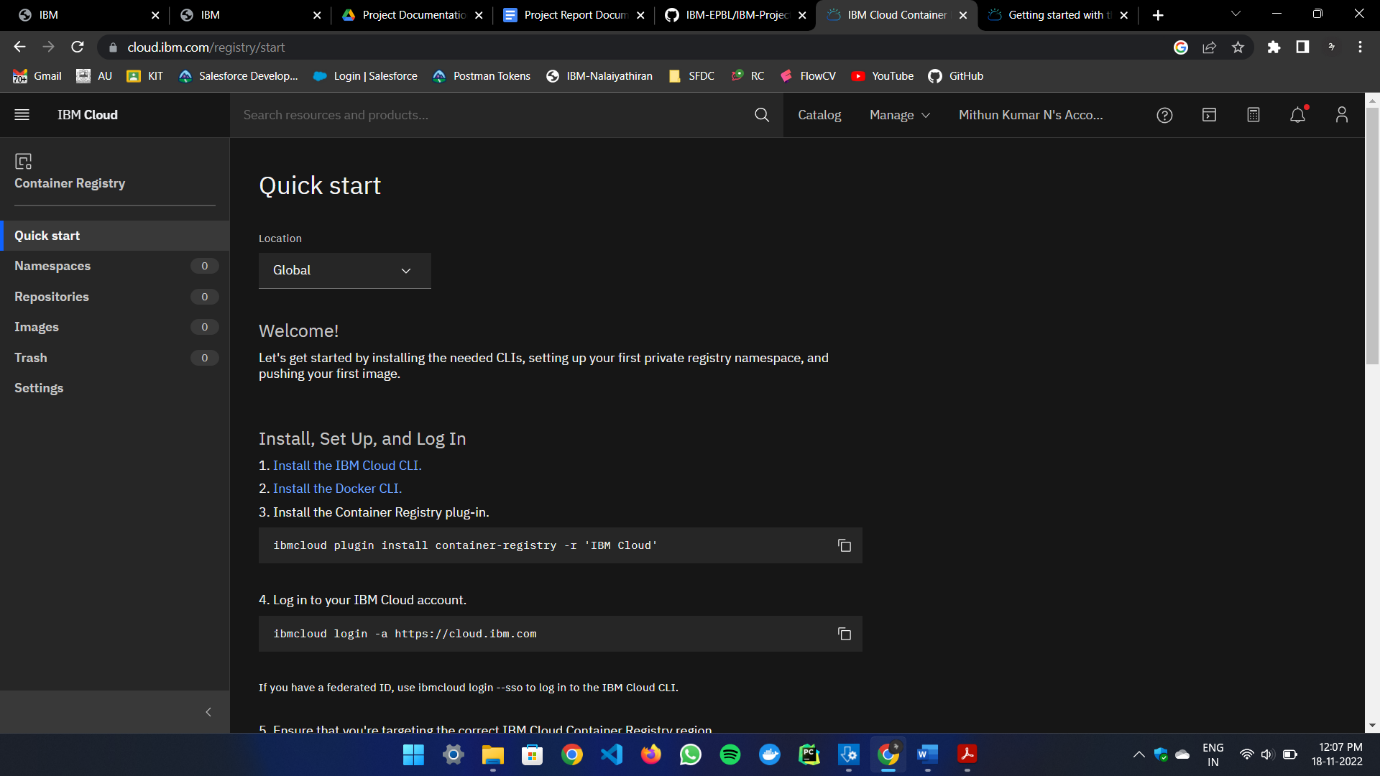 IBM
IBM
Project Documentatio
Project Report Docum
IBM-EPBL/IBM-Projec
IBM Cloud Container
Getting started with t
cloud.ibm.com/registry/start
70+
Gmail
AU
KIT
Salesforce Develop...
Login | Salesforce
Postman Tokens
IBM-Nalaiyathiran
SFDC
RC
FlowCV
YouTube
GitHub
IBM Cloud
Search resources and products...
Catalog
Manage
Mithun Kumar N's Acco...
Container Registry
Quick start
Namespaces 0
Repositories 0
Images 0
Trash 0
Settings
Quick start
Location
Global
Welcome!
Let's get started by installing the needed CLIs, setting up your first private registry namespace, and
pushing your first image.
Install, Set Up, and Log In
1. Install the IBM Cloud CLI.
2. Install the Docker CLI.
3. Install the Container Registry plug-in.
ibmcloud plugin install container-registry -r 'IBM Cloud'
4. Log in to your IBM Cloud account.
ibmcloud login -a https://cloud.ibm.com
If you have a federated ID, use ibmcloud login --sso to log in to the IBM Cloud CLI.
5. Ensure that you're targeting the correct IBM Cloud Container Registry region
ENG
IN
12:07 PM
18-11-2022